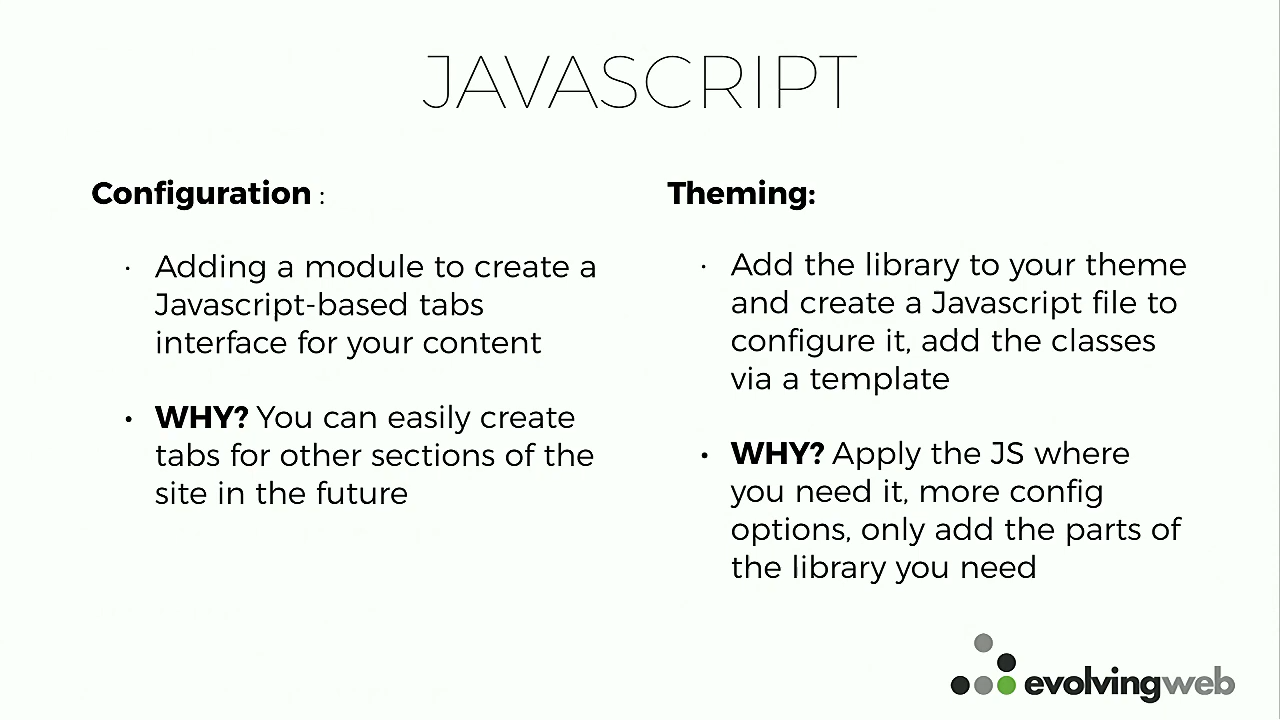 JAVASCRIPT
Configuration :
· Adding a module to create a
Javascript-based tabs
interface for your content
• WHY? You can easily create
tabs for other sections of the
site in the future
Theming:
· Add the library to your theme
and create a Javascript file to
configure it, add the classes
via a template
• WHY? Apply the JS where
you need it, more config
options, only add the parts of
the library you need
evolvingweb